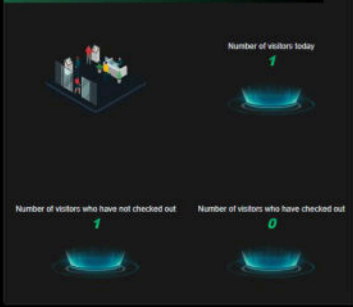 Number of visitors today
1
Number of visitors who have not checked out
1
Number of visitors who have checked out
0